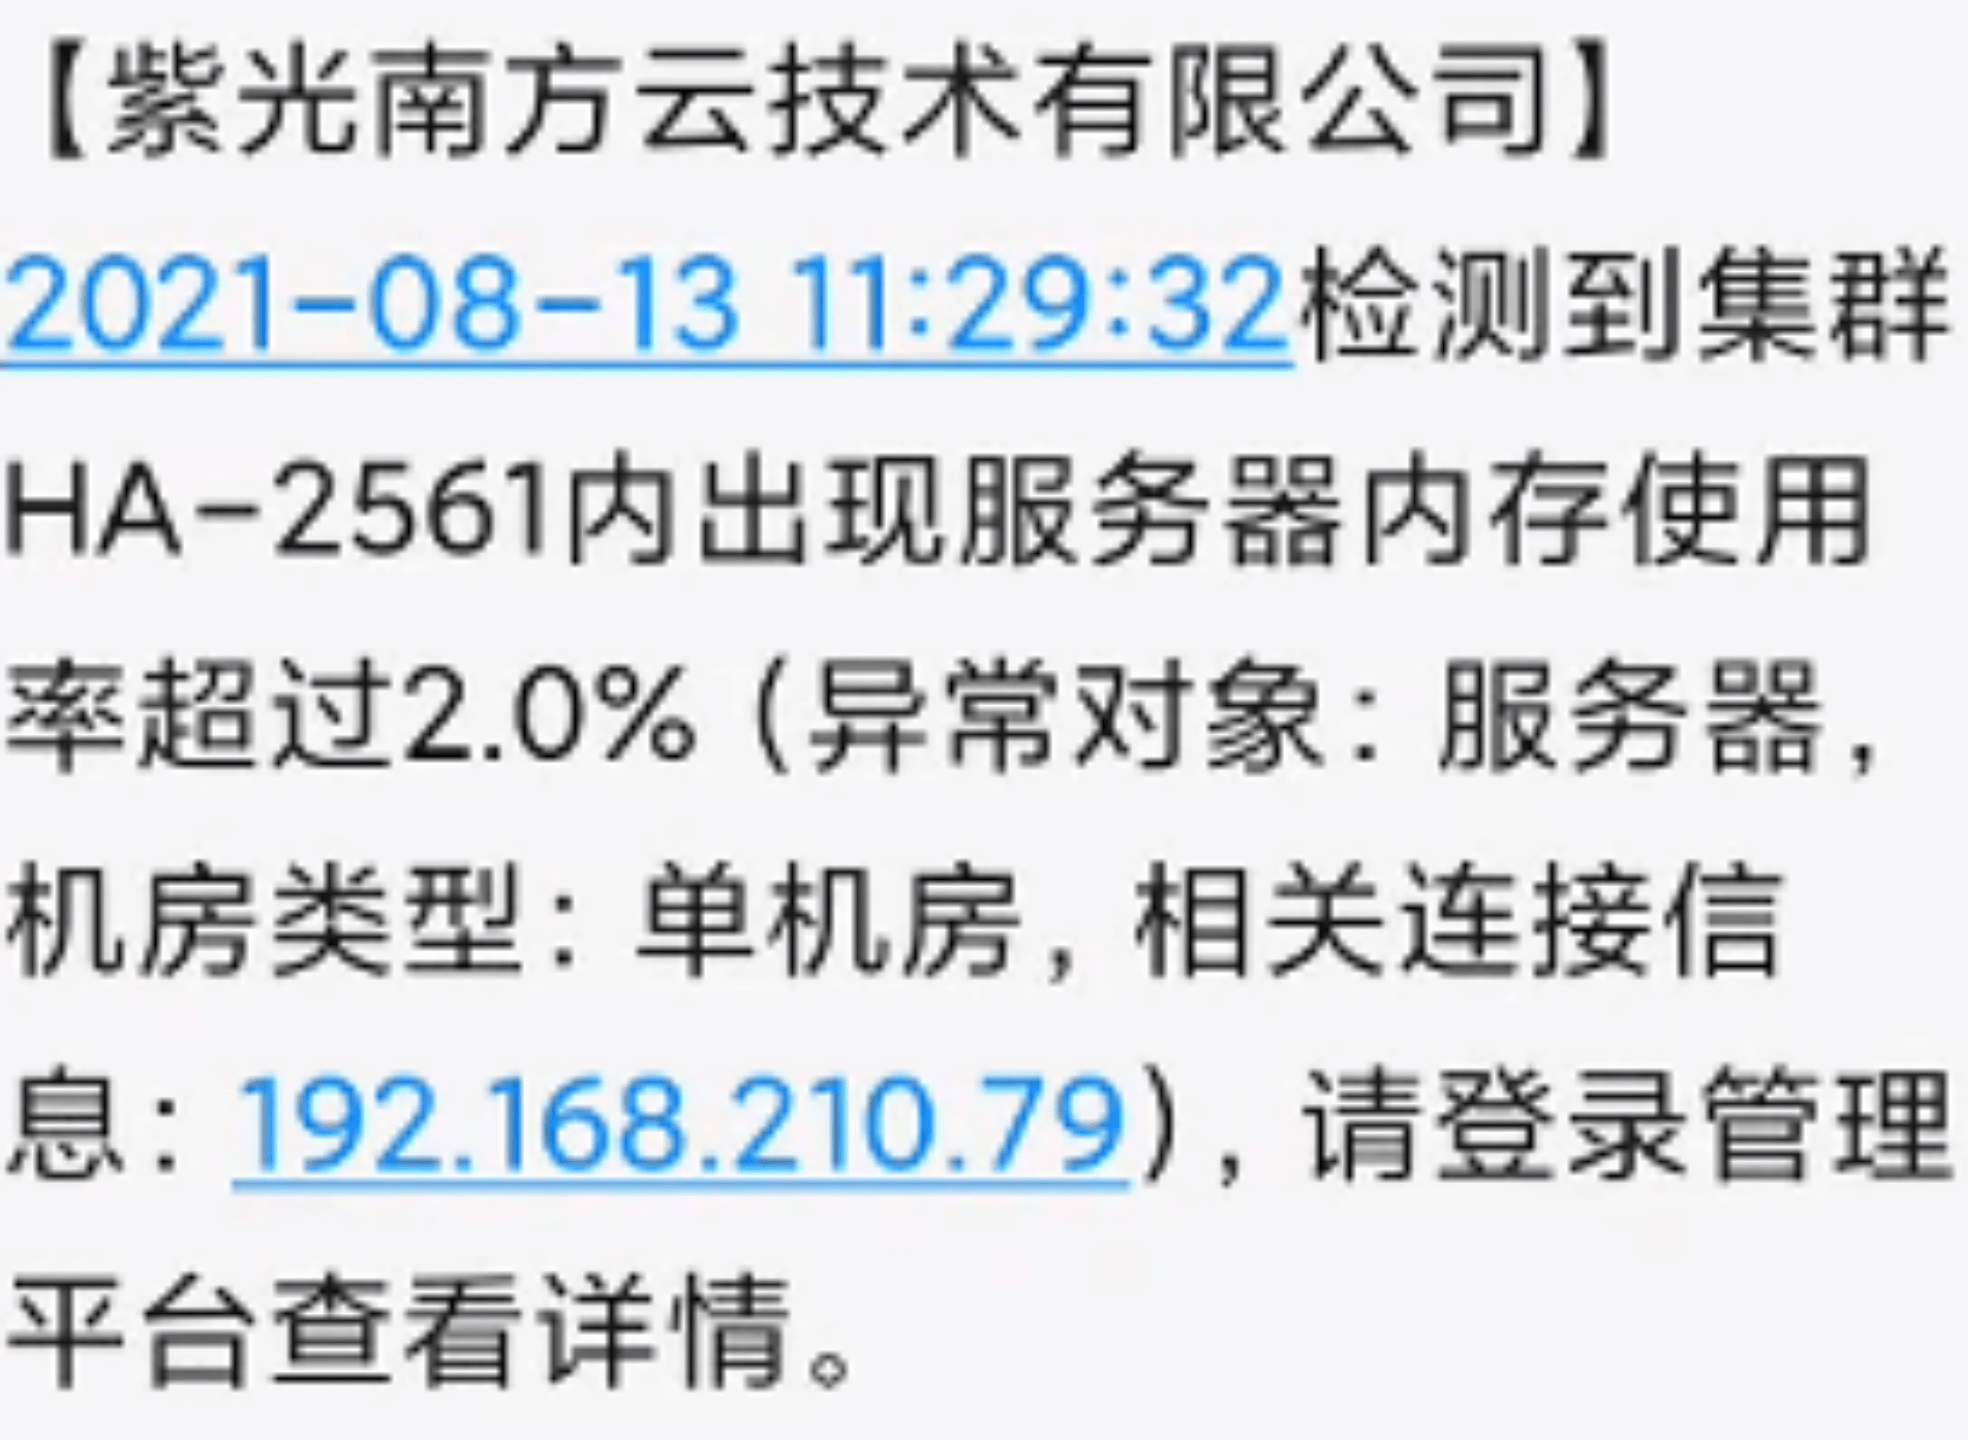 【紫光南方云技术有限公司】
2021-08-13 11:29:32检测到集群
HA-2561内出现服务器内存使用
率超过2.0%（异常对象：服务器，
机房类型：单机房，相关连接信
息：192.168.210.79），请登录管理
平台查看详情。